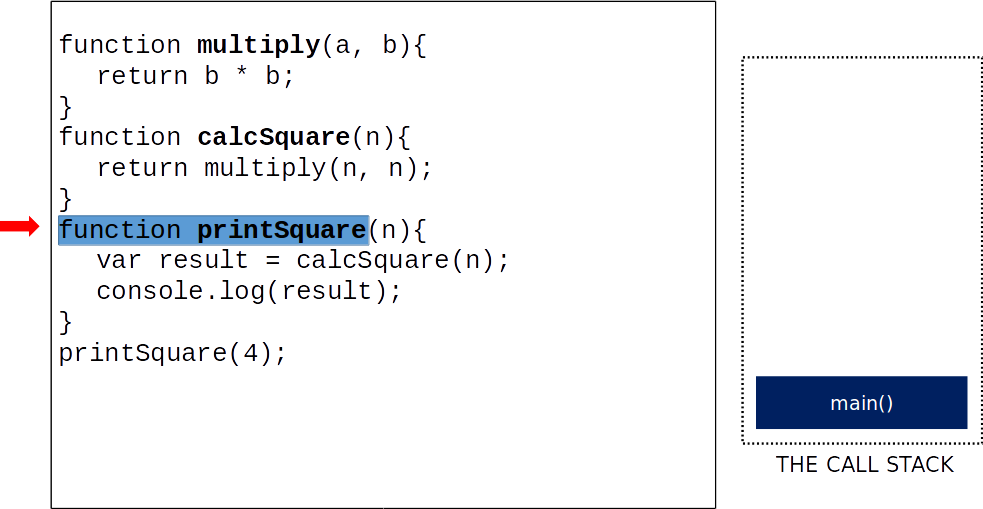 function multiply(a, b){
return b * b;
}
function calcSquare(n){
return multiply(n, n);
}
function printSquare(n){
var result = calcSquare(n);
console.log(result);
}
printSquare(4);
main()
THE CALL STACK